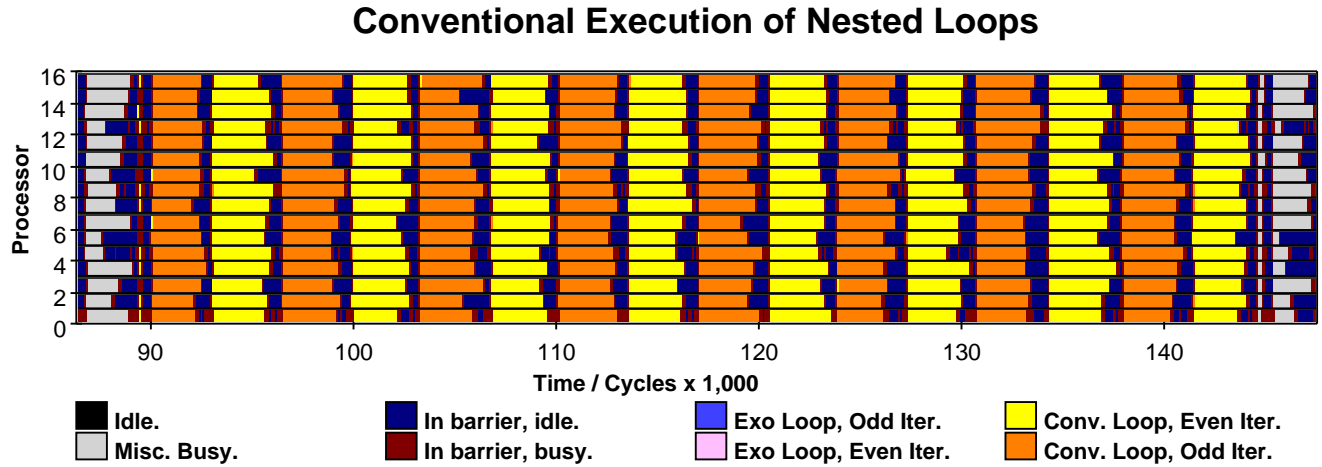 Conventional Execution of Nested Loops
16
14
12
10
8
6
4
2
0
Processor
90 100 110 120 130 140
Time / Cycles x 1,000
Idle. In barrier, idle. Exo Loop, Odd Iter. Conv. Loop, Even Iter.
Misc. Busy. In barrier, busy. Exo Loop, Even Iter. Conv. Loop, Odd Iter.